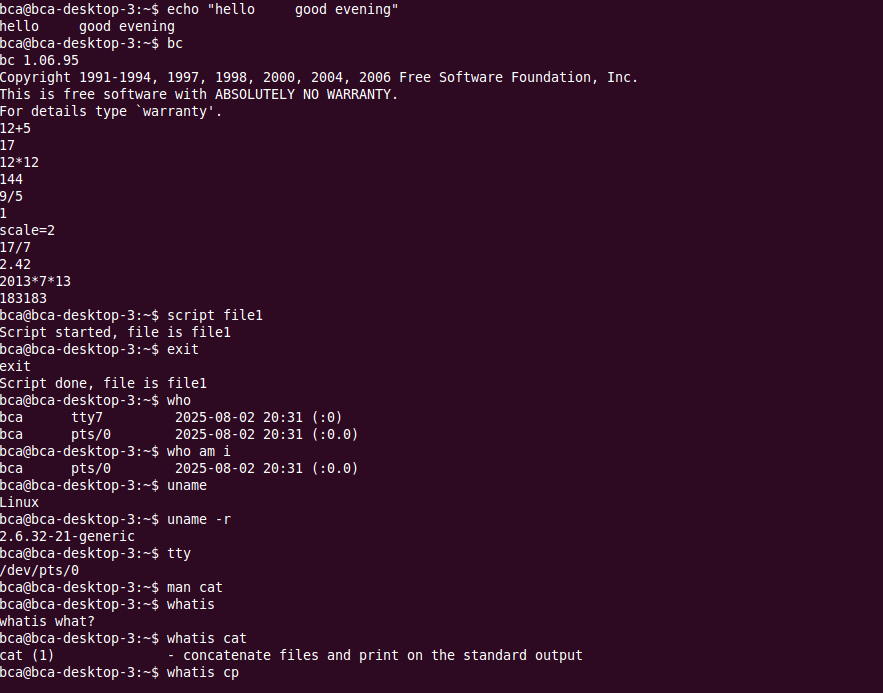 bca@bca-desktop-3:~$ echo "hello     good evening"
hello     good evening
bca@bca-desktop-3:~$ bc
bc 1.06.95
Copyright 1991-1994, 1997, 1998, 2000, 2004, 2006 Free Software Foundation, Inc.
This is free software with ABSOLUTELY NO WARRANTY.
For details type `warranty'.
12+5
17
12*12
144
9/5
1
scale=2
17/7
2.42
2013*7*13
183183
bca@bca-desktop-3:~$ script file1
Script started, file is file1
bca@bca-desktop-3:~$ exit
exit
Script done, file is file1
bca@bca-desktop-3:~$ who
bca      tty7         2025-08-02 20:31 (:0)
bca      pts/0        2025-08-02 20:31 (:0.0)
bca@bca-desktop-3:~$ who am i
bca      pts/0        2025-08-02 20:31 (:0.0)
bca@bca-desktop-3:~$ uname
Linux
bca@bca-desktop-3:~$ uname -r
2.6.32-21-generic
bca@bca-desktop-3:~$ tty
/dev/pts/0
bca@bca-desktop-3:~$ man cat
bca@bca-desktop-3:~$ whatis
whatis what?
bca@bca-desktop-3:~$ whatis cat
cat (1)              - concatenate files and print on the standard output
bca@bca-desktop-3:~$ whatis cp